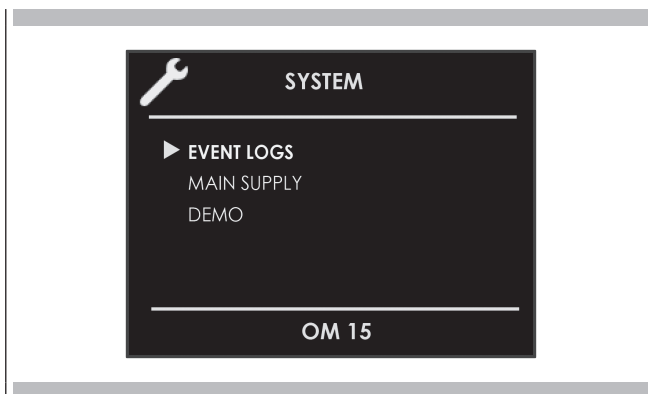 SYSTEM
EVENT LOGS
MAIN SUPPLY
DEMO
OM 15